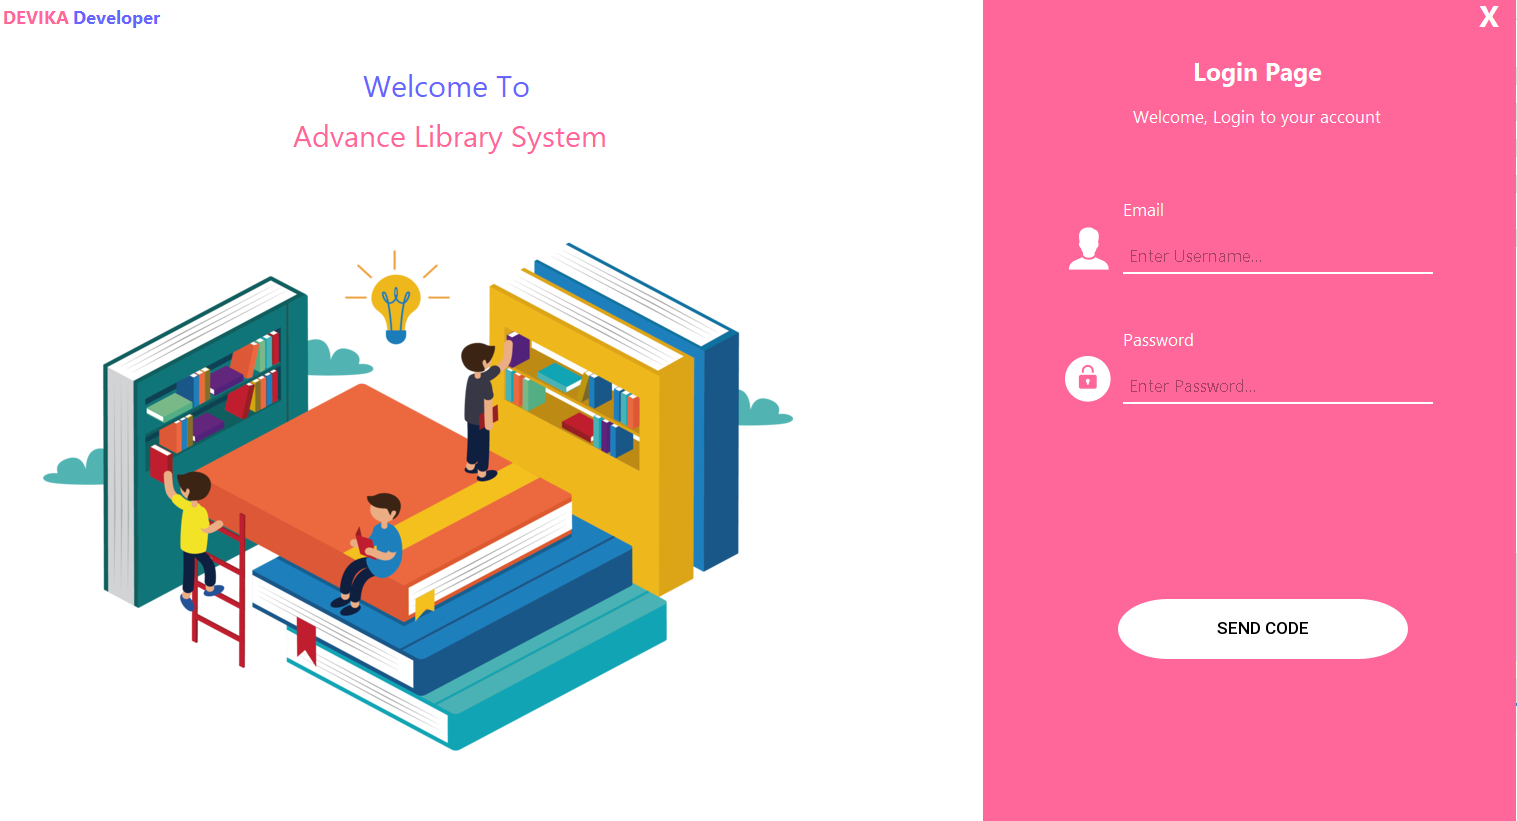 DEVIKA Developer
Welcome To
Advance Library System
X
Login Page
Welcome, Login to your account
Email
Enter Username...
Password
Enter Password...
SEND CODE